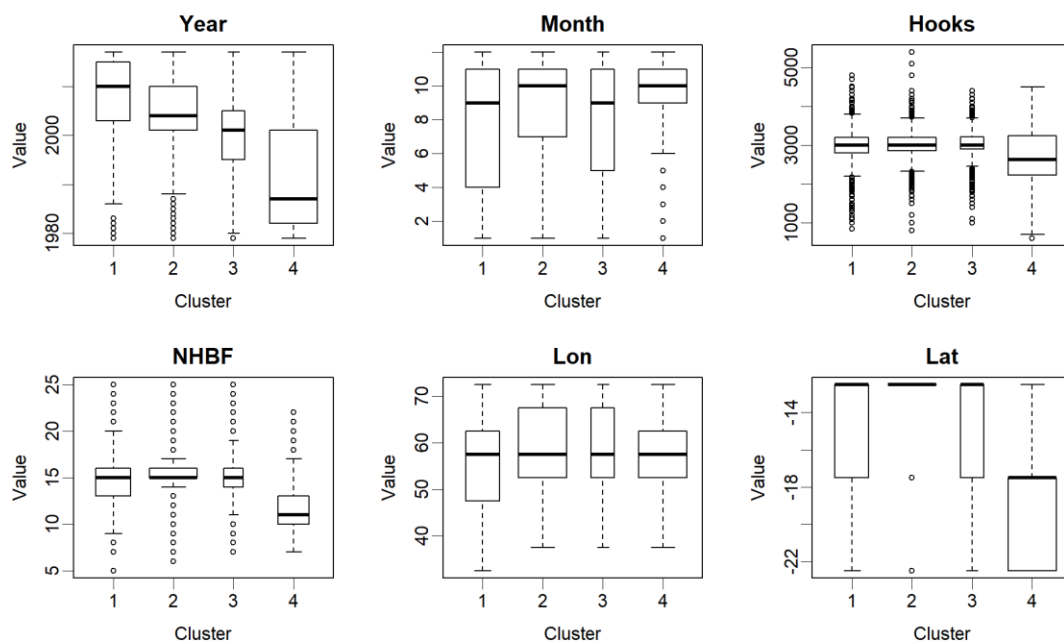 Year
Value
2000
1980
1 2 3 4
Cluster
Month
Value
10
8
6
4
2
1 2 3 4
Cluster
Hooks
Value
5000
3000
1000
1 2 3 4
Cluster
NHBF
Value
25
20
15
10
5
1 2 3 4
Cluster
Lon
Value
70
60
50
40
1 2 3 4
Cluster
Lat
Value
-14
-18
-22
1 2 3 4
Cluster